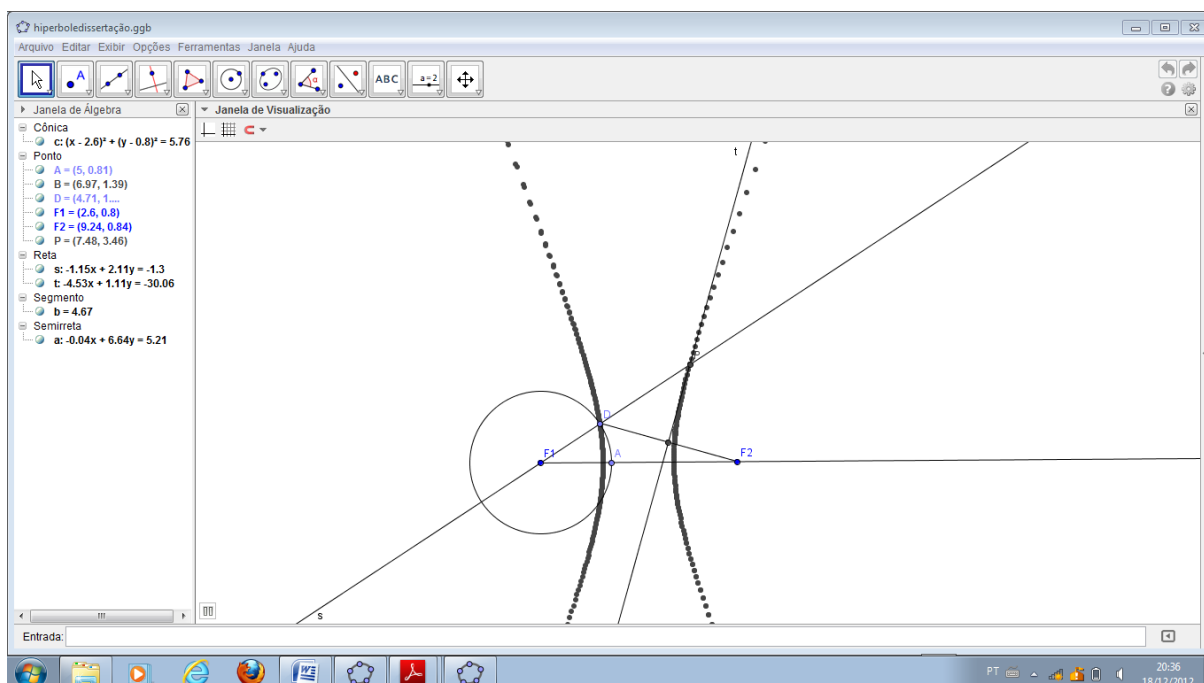 hiperboledissertação.ggb
Arquivo Editar Exibir Opções Ferramentas Janela Ajuda
A
α
ABC
a=2
Janela de Álgebra
Janela de Visualização
Cônica
c: (x - 2.6)² + (y - 0.8)² = 5.76
Ponto
A = (5, 0.81)
B = (6.97, 1.39)
D = (4.71, 1....
F1 = (2.6, 0.8)
F2 = (9.24, 0.84)
P = (7.48, 3.46)
Reta
s: -1.15x + 2.11y = -1.3
t: -4.53x + 1.11y = -30.06
Segmento
b = 4.67
Semirreta
a: -0.04x + 6.64y = 5.21
t
P
D
F1
A
F2
s
Entrada:
PT
20:36
18/12/2012